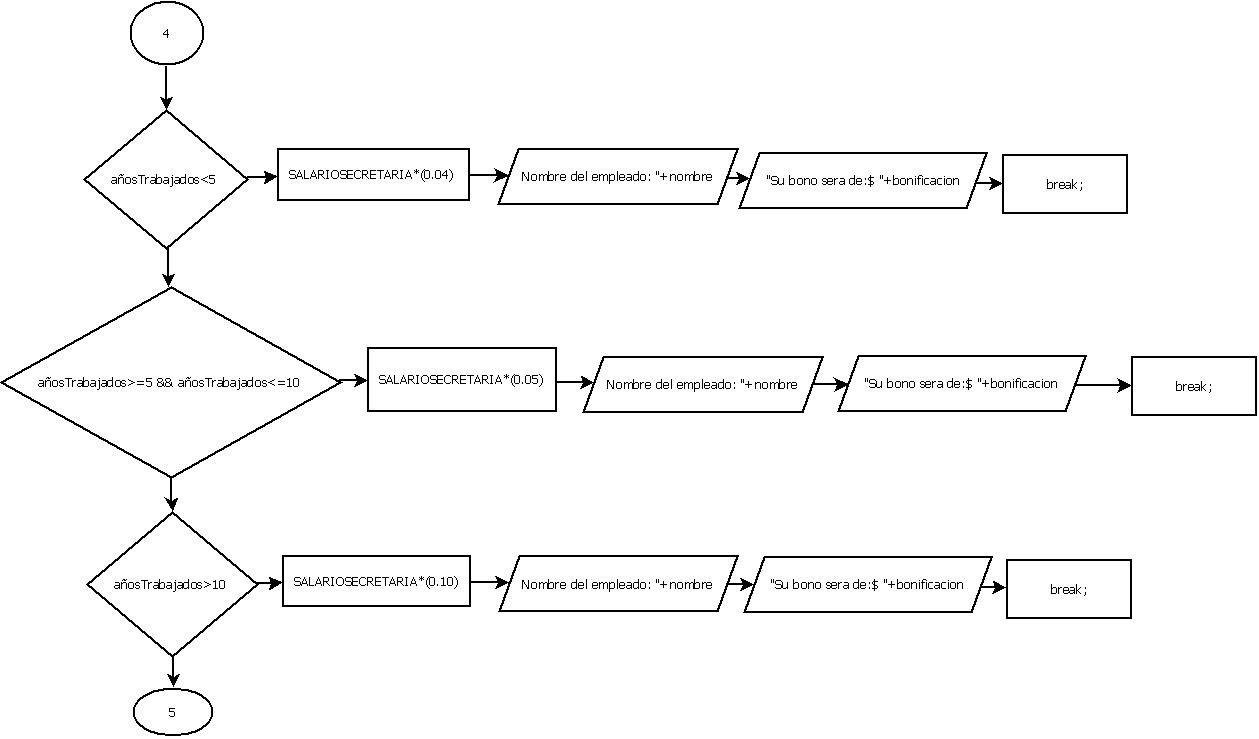 4
añosTrabajados<5
SALARIOSECRETARIA*(0.04)
Nombre del empleado: "+nombre
"Su bono sera de:$ "+bonificacion
break;
añosTrabajados>=5 && añosTrabajados<=10
SALARIOSECRETARIA*(0.05)
Nombre del empleado: "+nombre
"Su bono sera de:$ "+bonificacion
break;
añosTrabajados>10
SALARIOSECRETARIA*(0.10)
Nombre del empleado: "+nombre
"Su bono sera de:$ "+bonificacion
break;
5